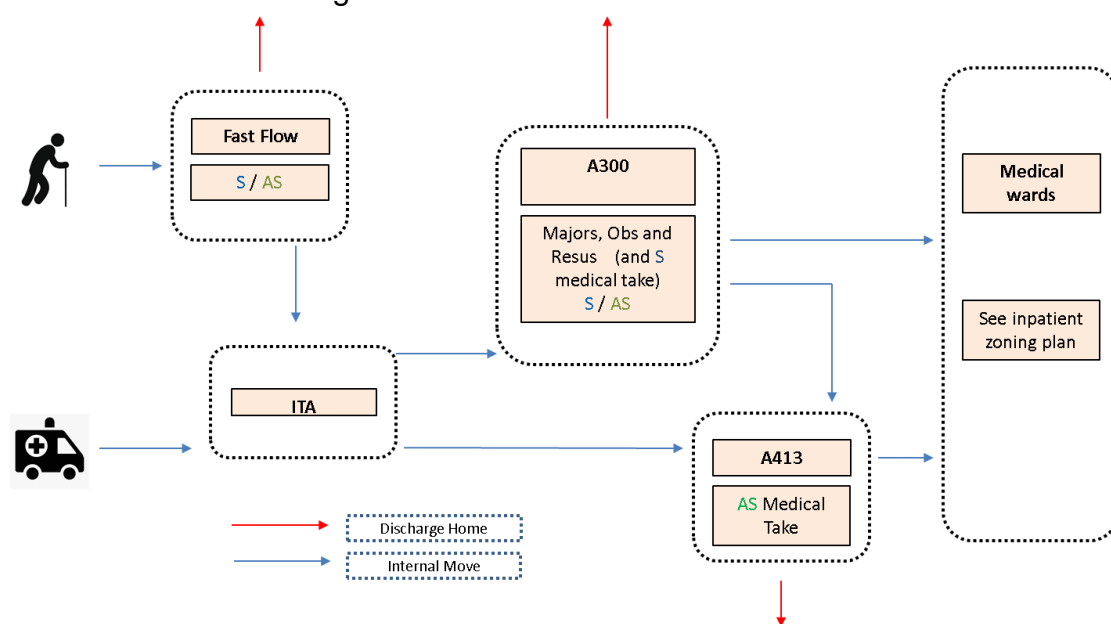 Fast Flow
S / AS
A300
Majors, Obs and
Resus (and S
medical take)
S / AS
Medical
wards
See inpatient
zoning plan
ITA
A413
AS Medical
Take
Discharge Home
Internal Move